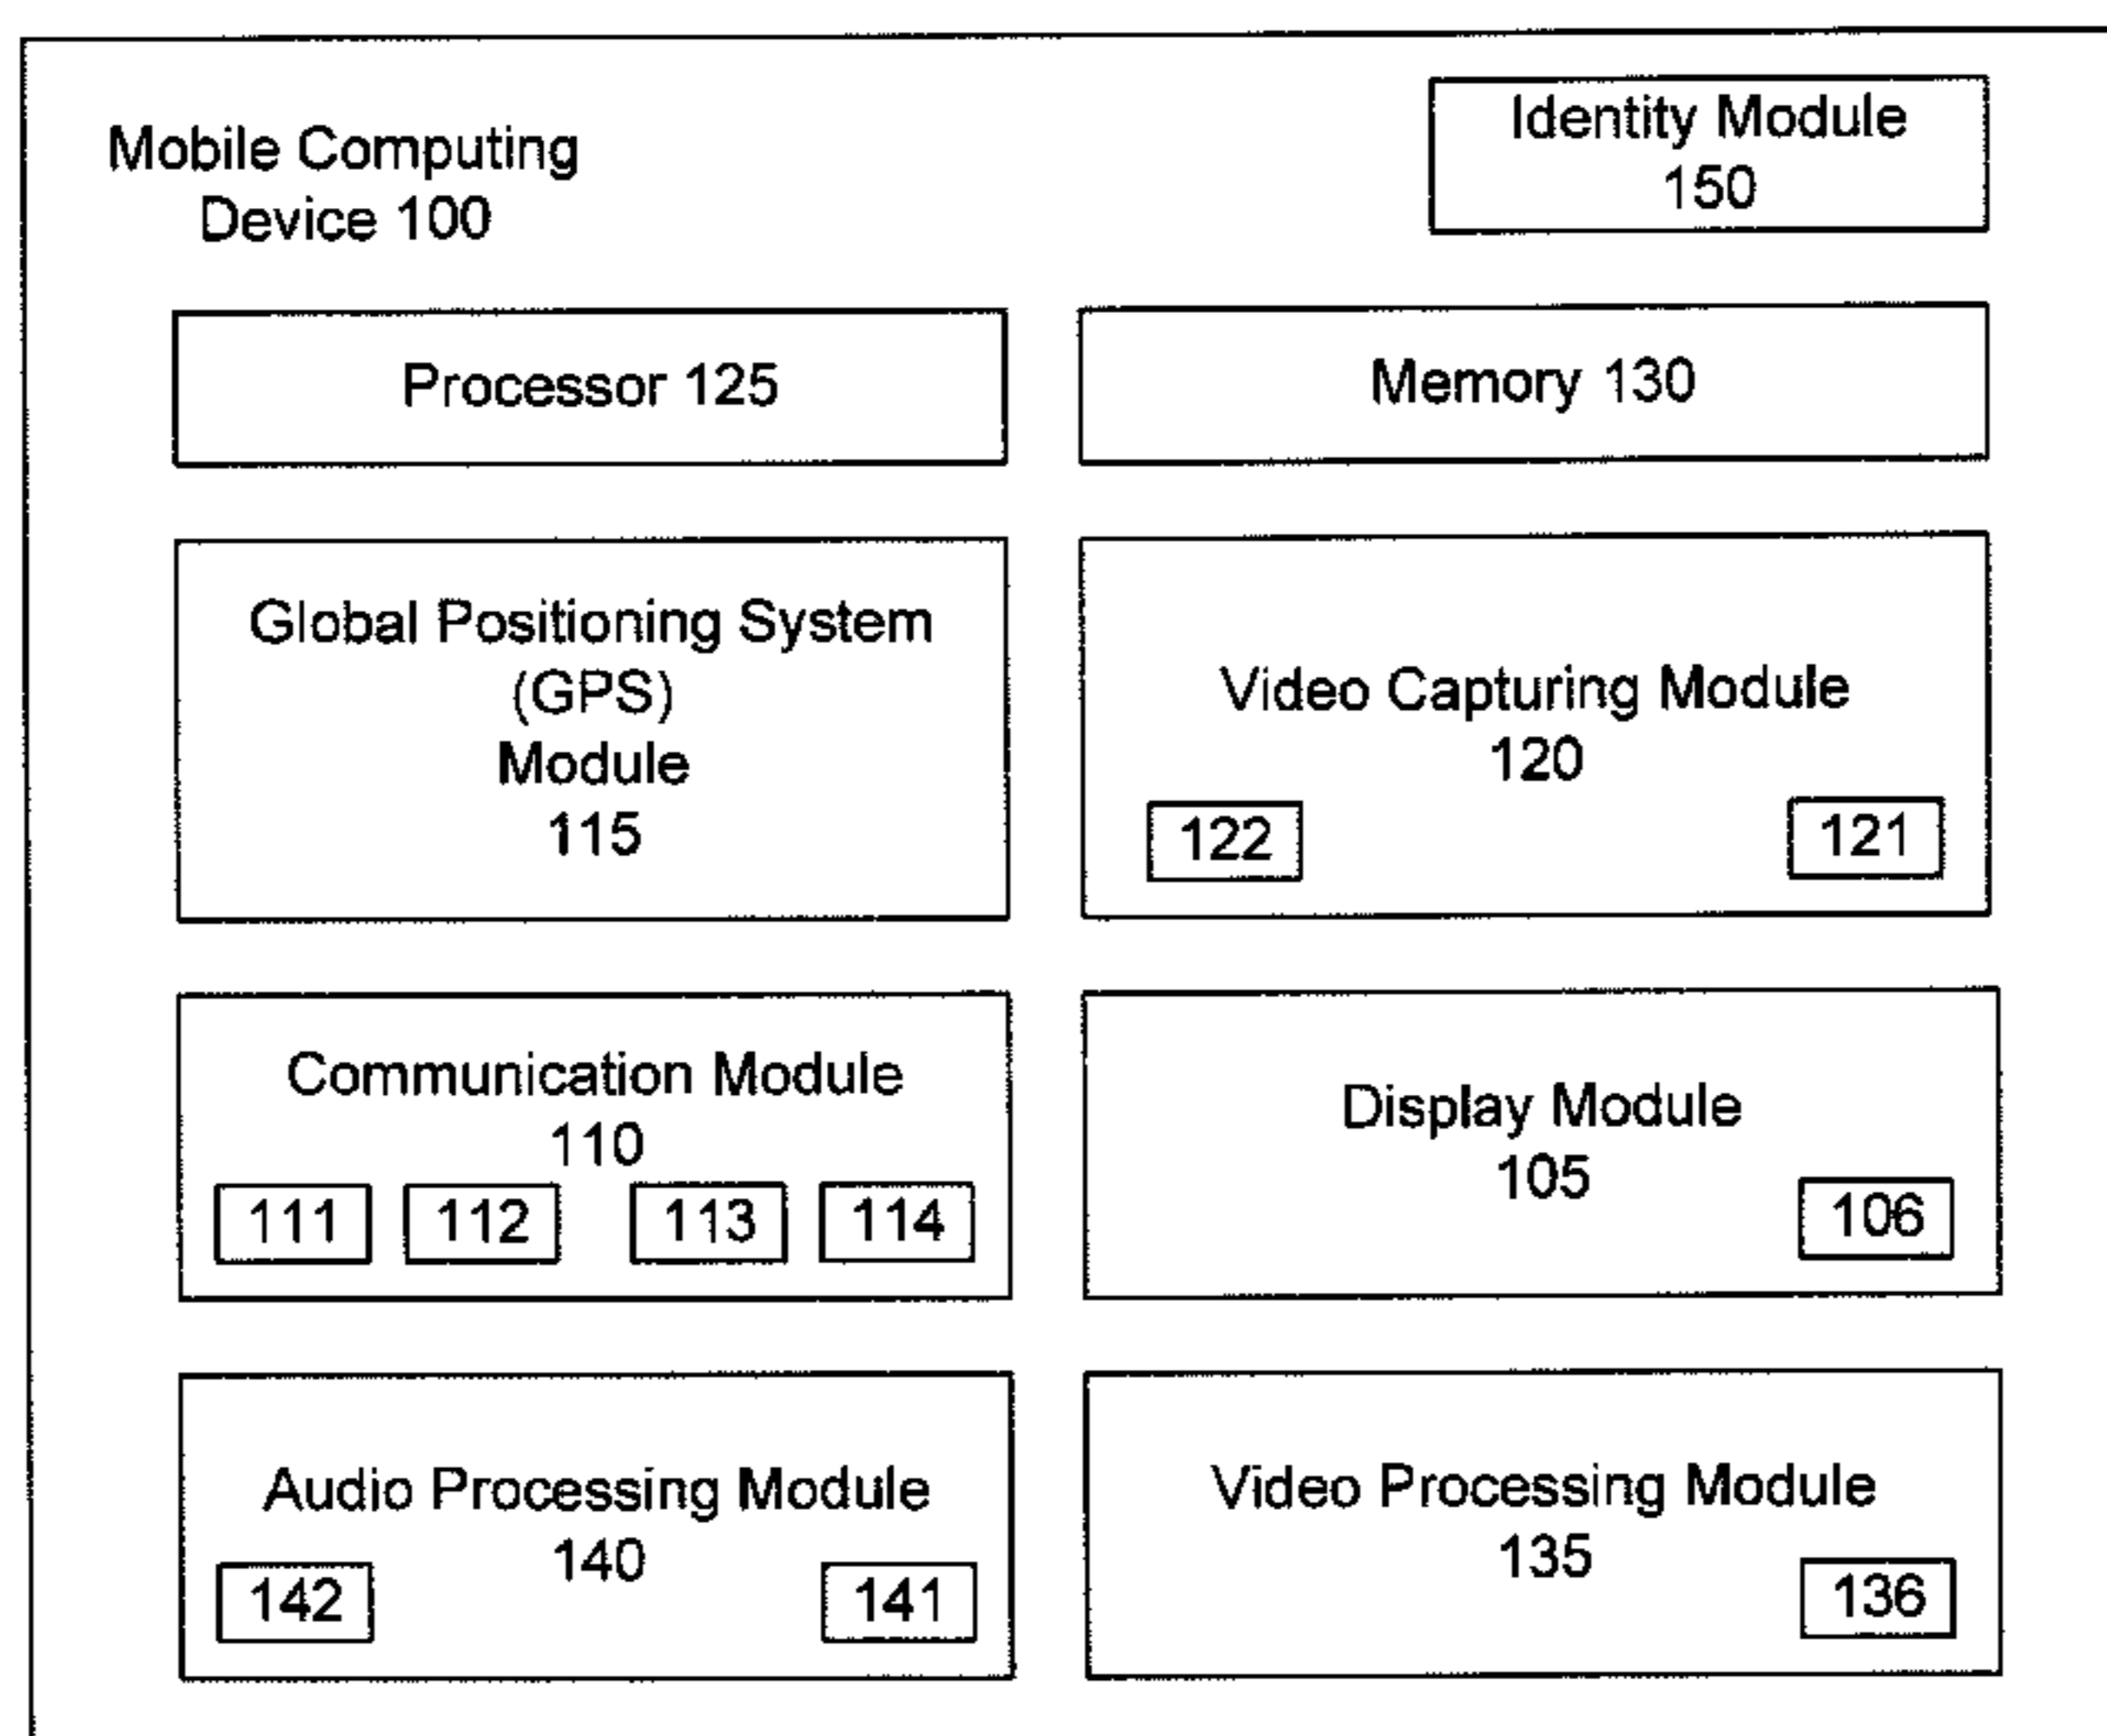 Mobile Computing
Device 100
Identity Module
150
Processor 125
Memory 130
Global Positioning System
(GPS)
Module
115
Video Capturing Module
120
122
121
Communication Module
110
111
112
113
114
Display Module
105
106
Audio Processing Module
140
142
141
Video Processing Module
135
136